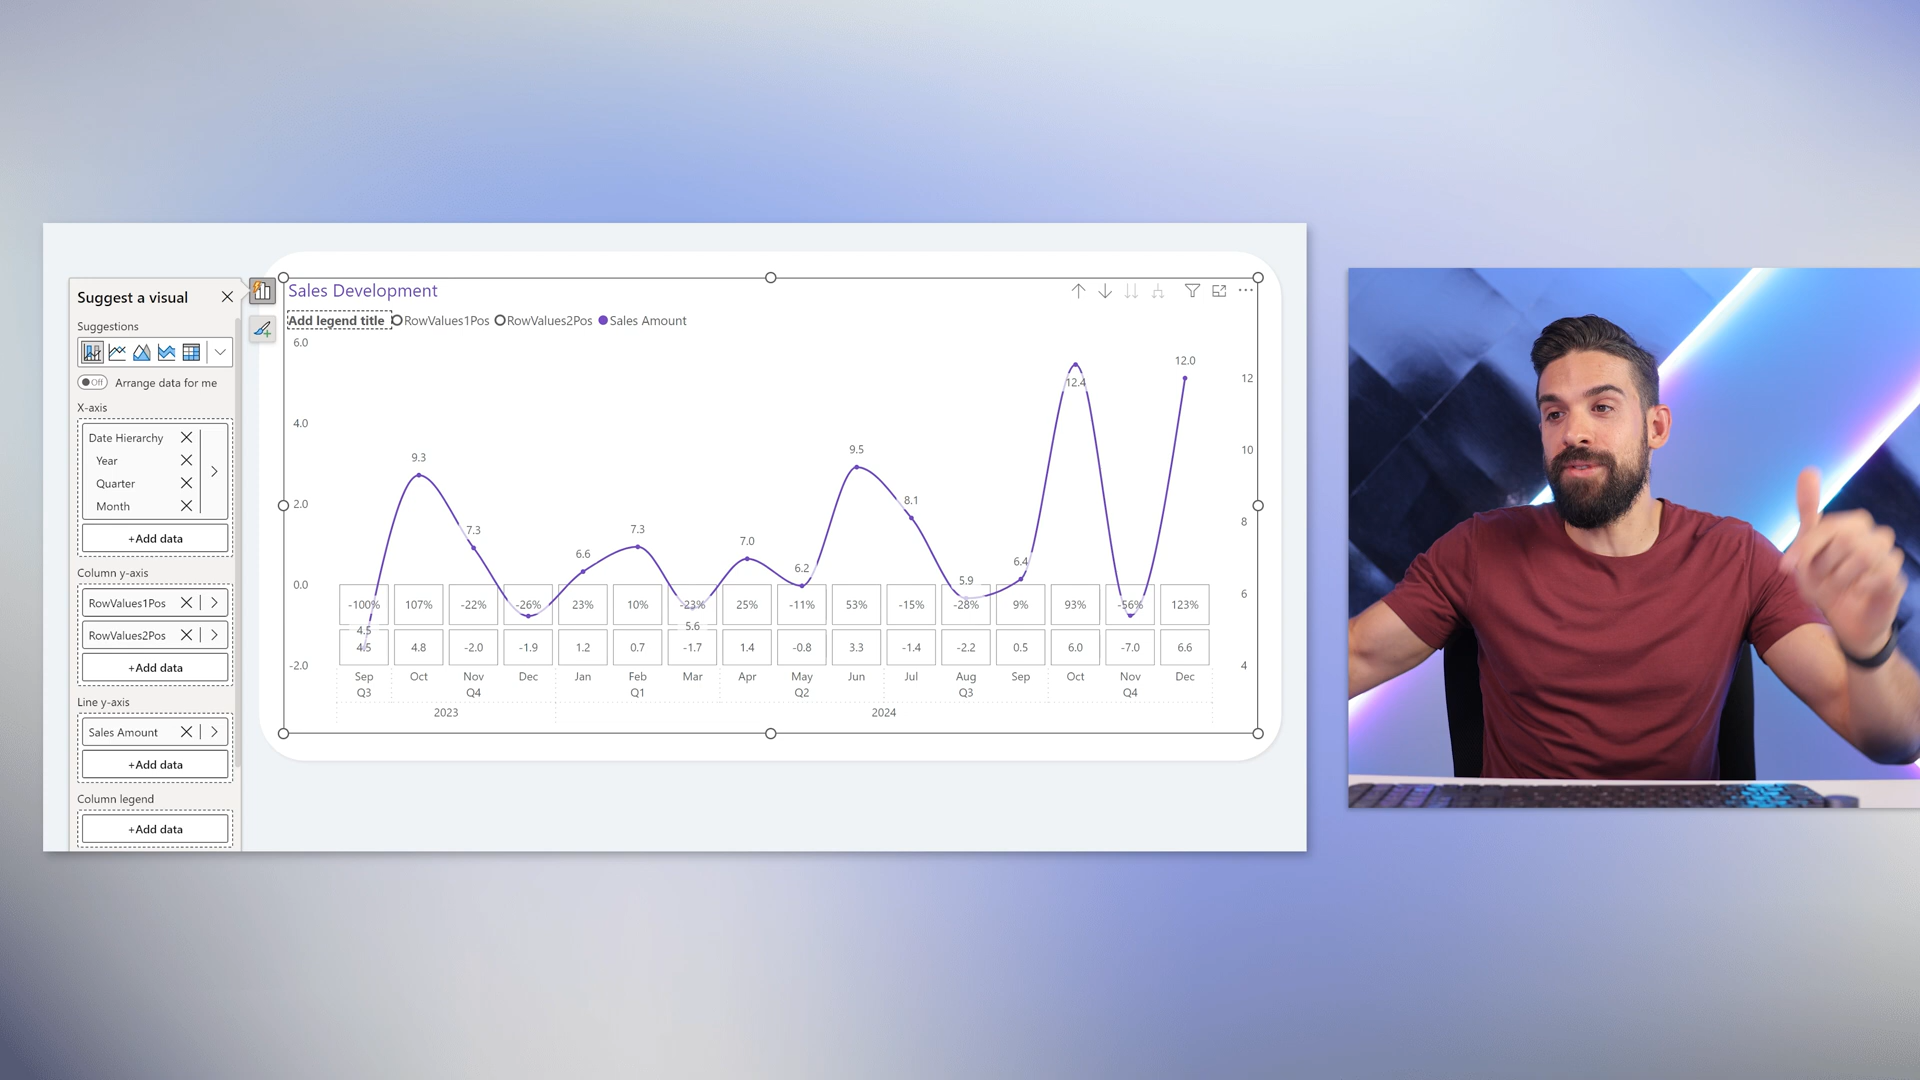 Suggest a visual
Suggestions
Off Arrange data for me
X-axis
Date Hierarchy
Year
Quarter
Month
+Add data
Column y-axis
RowValues1Pos
RowValues2Pos
+Add data
Line y-axis
Sales Amount
+Add data
Column legend
+Add data
Sales Development
Add legend title RowValues1Pos RowValues2Pos Sales Amount
6.0
4.0
2.0
0.0
-2.0
12
10
8
6
4
4.5 9.3 7.3 6.6 7.3 5.6 7.0 6.2 9.5 8.1 5.9 6.4 12.4 12.0
-100% 107% -22% -26% 23% 10% -23% 25% -11% 53% -15% -28% 9% 93% -56% 123%
4.5 4.8 -2.0 -1.9 1.2 0.7 -1.7 1.4 -0.8 3.3 -1.4 -2.2 0.5 6.0 -7.0 6.6
Sep Oct Nov Dec Jan Feb Mar Apr May Jun Jul Aug Sep Oct Nov Dec
Q3 Q4 Q1 Q2 Q3 Q4
2023 2024